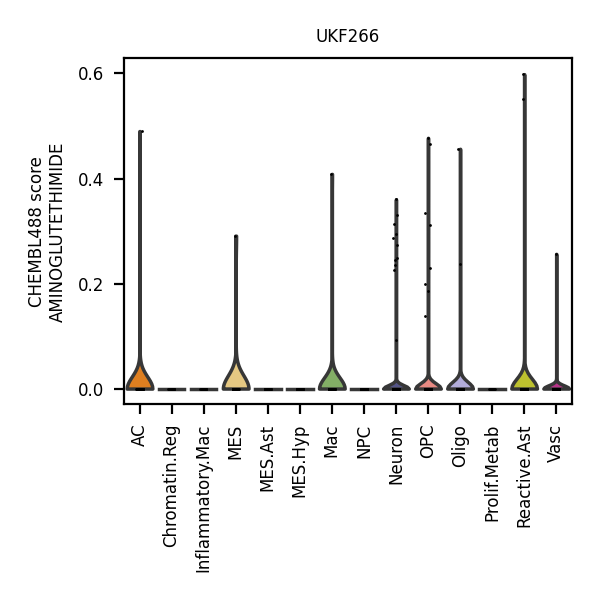 UKF266
CHEMBL488 score
AMINOGLUTETHIMIDE
0.6
0.4
0.2
0.0
AC
Chromatin.Reg
Inflammatory.Mac
MES
MES.Ast
MES.Hyp
Mac
NPC
Neuron
OPC
Oligo
Prolif.Metab
Reactive.Ast
Vasc